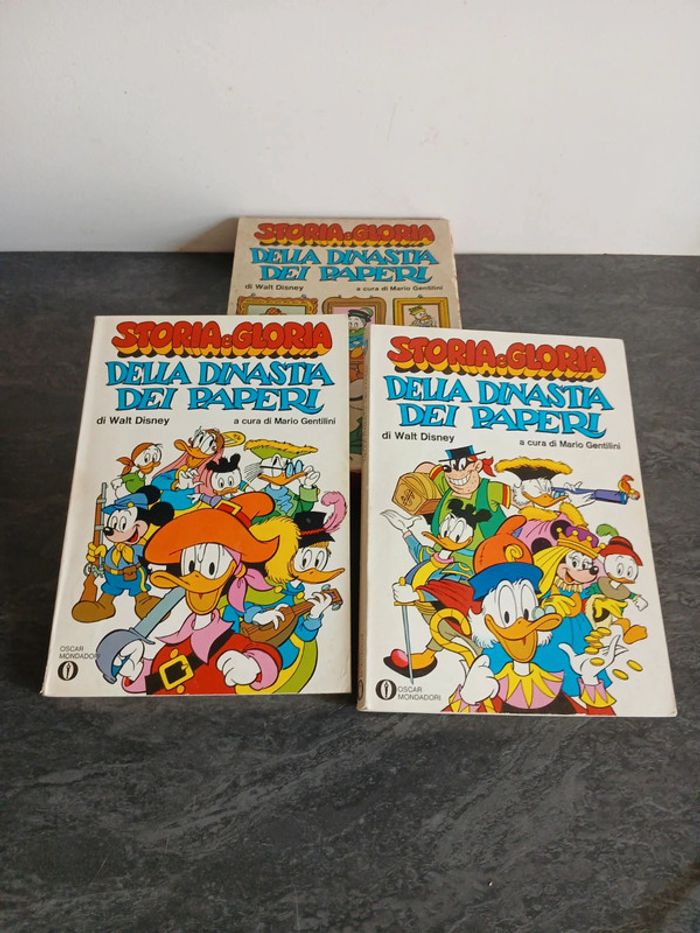 STORIA e GLORIA
DELLA DINASTIA
DEI PAPERI
di Walt Disney
a cura di Mario Gentilini
STORIA e GLORIA
DELLA DINASTIA
DEI PAPERI
di Walt Disney
a cura di Mario Gentilini
OSCAR
MONDADORI
STORIA e GLORIA
DELLA DINASTIA
DEI PAPERI
di Walt Disney
a cura di Mario Gentilini
OSCAR
MONDADORI